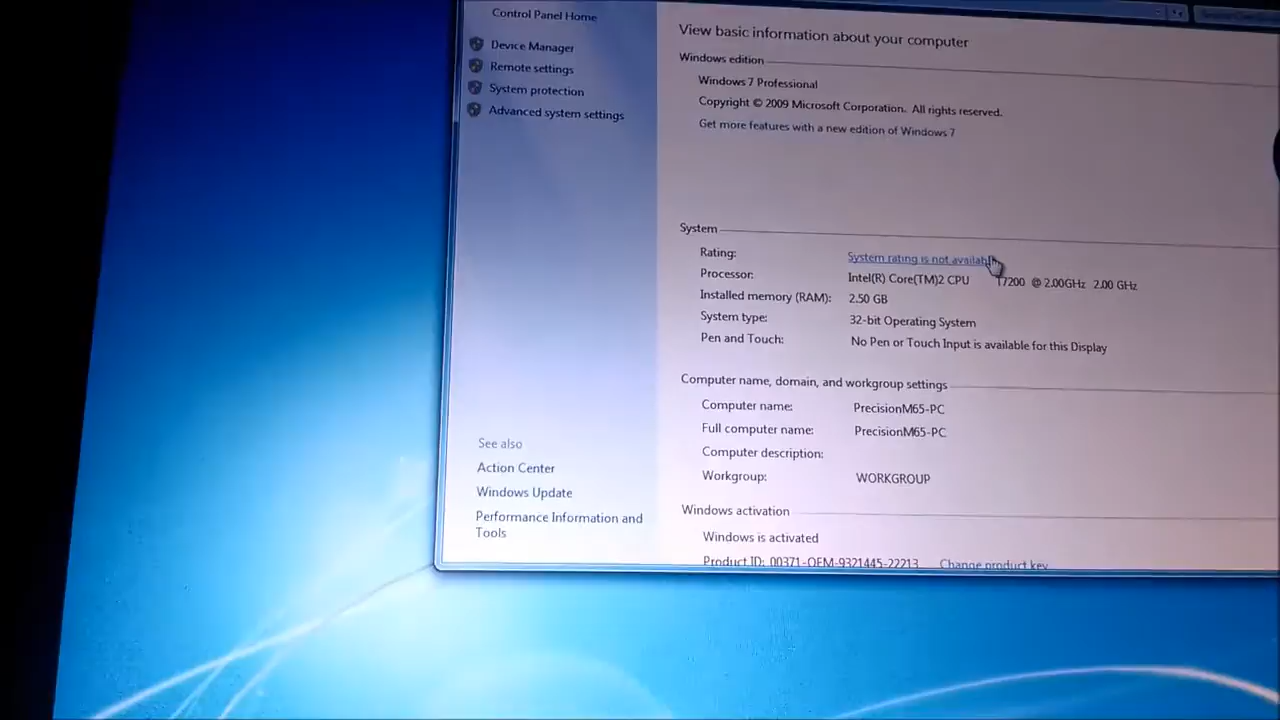 Control Panel Home
Device Manager
Remote settings
System protection
Advanced system settings
See also
Action Center
Windows Update
Performance Information and
Tools
View basic information about your computer
Windows edition
Windows 7 Professional
Copyright © 2009 Microsoft Corporation. All rights reserved.
Get more features with a new edition of Windows 7
System
Rating: System rating is not available
Processor: Intel(R) Core(TM)2 CPU T7200 @ 2.00GHz 2.00 GHz
Installed memory (RAM): 2.50 GB
System type: 32-bit Operating System
Pen and Touch: No Pen or Touch Input is available for this Display
Computer name, domain, and workgroup settings
Computer name: PrecisionM65-PC
Full computer name: PrecisionM65-PC
Computer description:
Workgroup: WORKGROUP
Windows activation
Windows is activated
Product ID: 00371-OEM-9321445-22213 Change product key